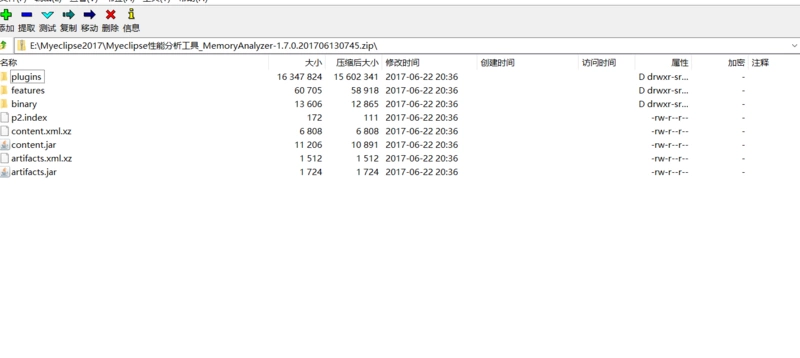 添加 提取 测试 复制 移动 删除 信息
E:\Myeclipse2017\Myeclipse性能分析工具_MemoryAnalyzer-1.7.0.201706130745.zip\
名称 大小 压缩后大小 修改时间 创建时间 访问时间 属性 加密 注释
plugins 16 347 824 15 602 341 2017-06-22 20:36 D drwxr-sr... -
features 60 705 58 918 2017-06-22 20:36 D drwxr-sr... -
binary 13 606 12 865 2017-06-22 20:36 D drwxr-sr... -
p2.index 172 111 2017-06-22 20:36 -rw-r--r-- -
content.xml.xz 6 808 6 808 2017-06-22 20:36 -rw-r--r-- -
content.jar 11 206 10 891 2017-06-22 20:36 -rw-r--r-- -
artifacts.xml.xz 1 512 1 512 2017-06-22 20:36 -rw-r--r-- -
artifacts.jar 1 724 1 724 2017-06-22 20:36 -rw-r--r-- -